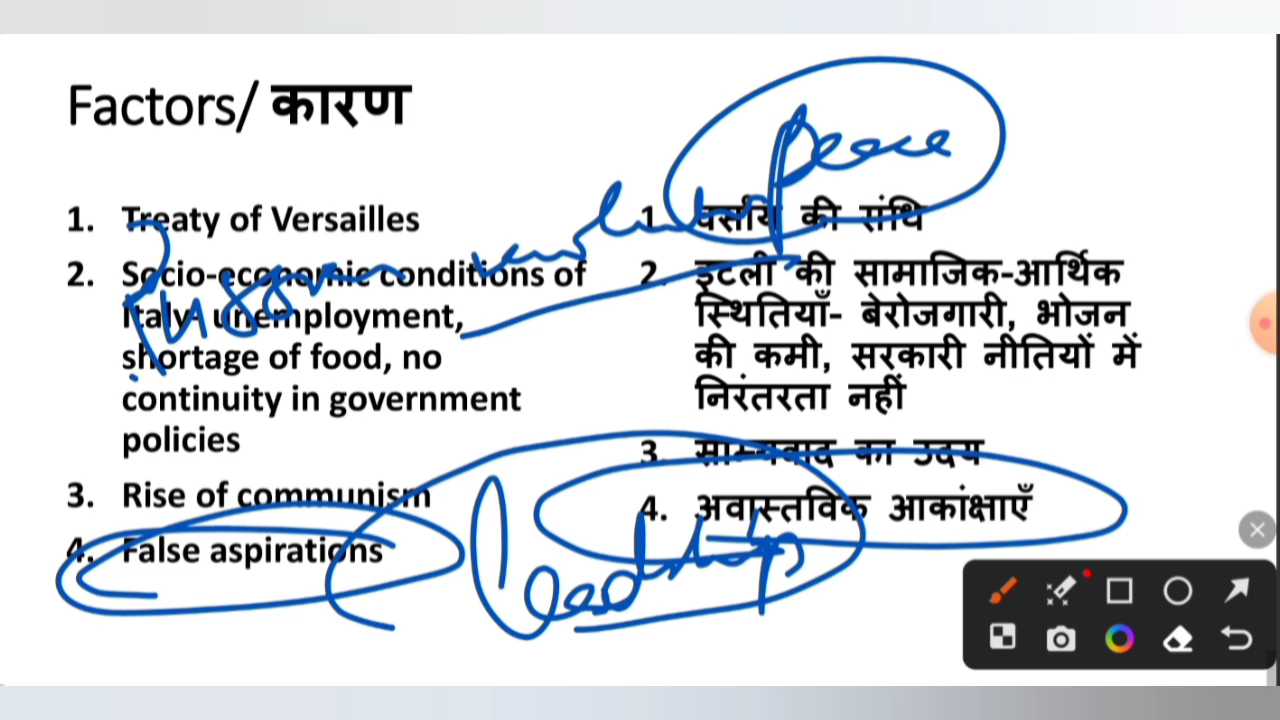 Factors/ कारण
peace
1. Treaty of Versailles
2. Socio-economic conditions of
Italy- unemployment,
shortage of food, no
continuity in government
policies
3. Rise of communism
4. False aspirations
1. वर्साय की संधि
2. इटली की सामाजिक-आर्थिक
स्थितियाँ- बेरोजगारी, भोजन
की कमी, सरकारी नीतियों में
निरंतरता नहीं
3. साम्यवाद का उदय
4. अवास्तविक आकांक्षाएँ
leadership